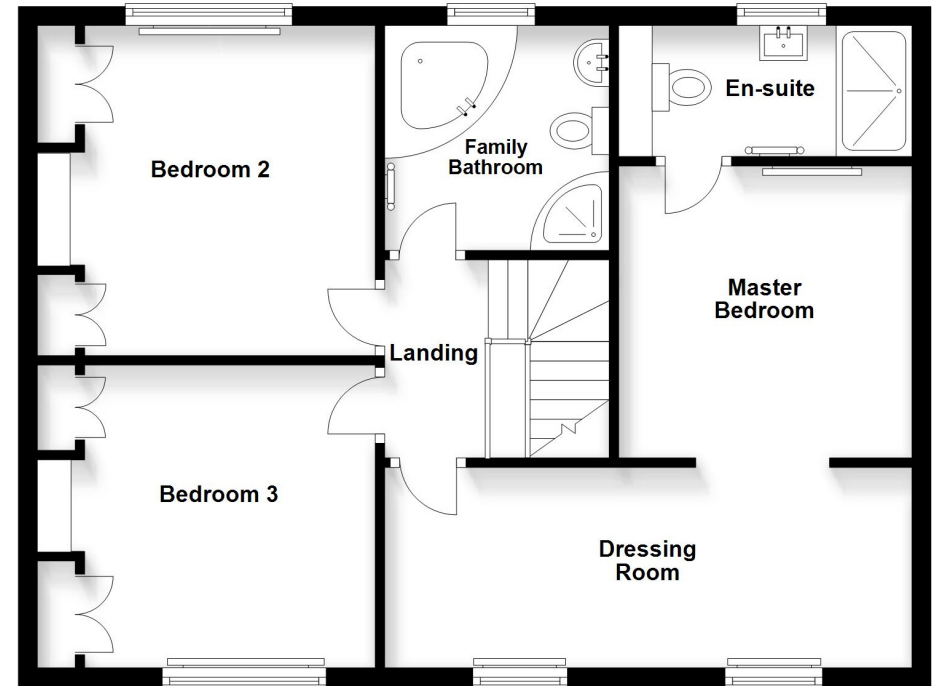 En-suite
Family
Bathroom
Bedroom 2
Master
Bedroom
Landing
Bedroom 3
Dressing
Room